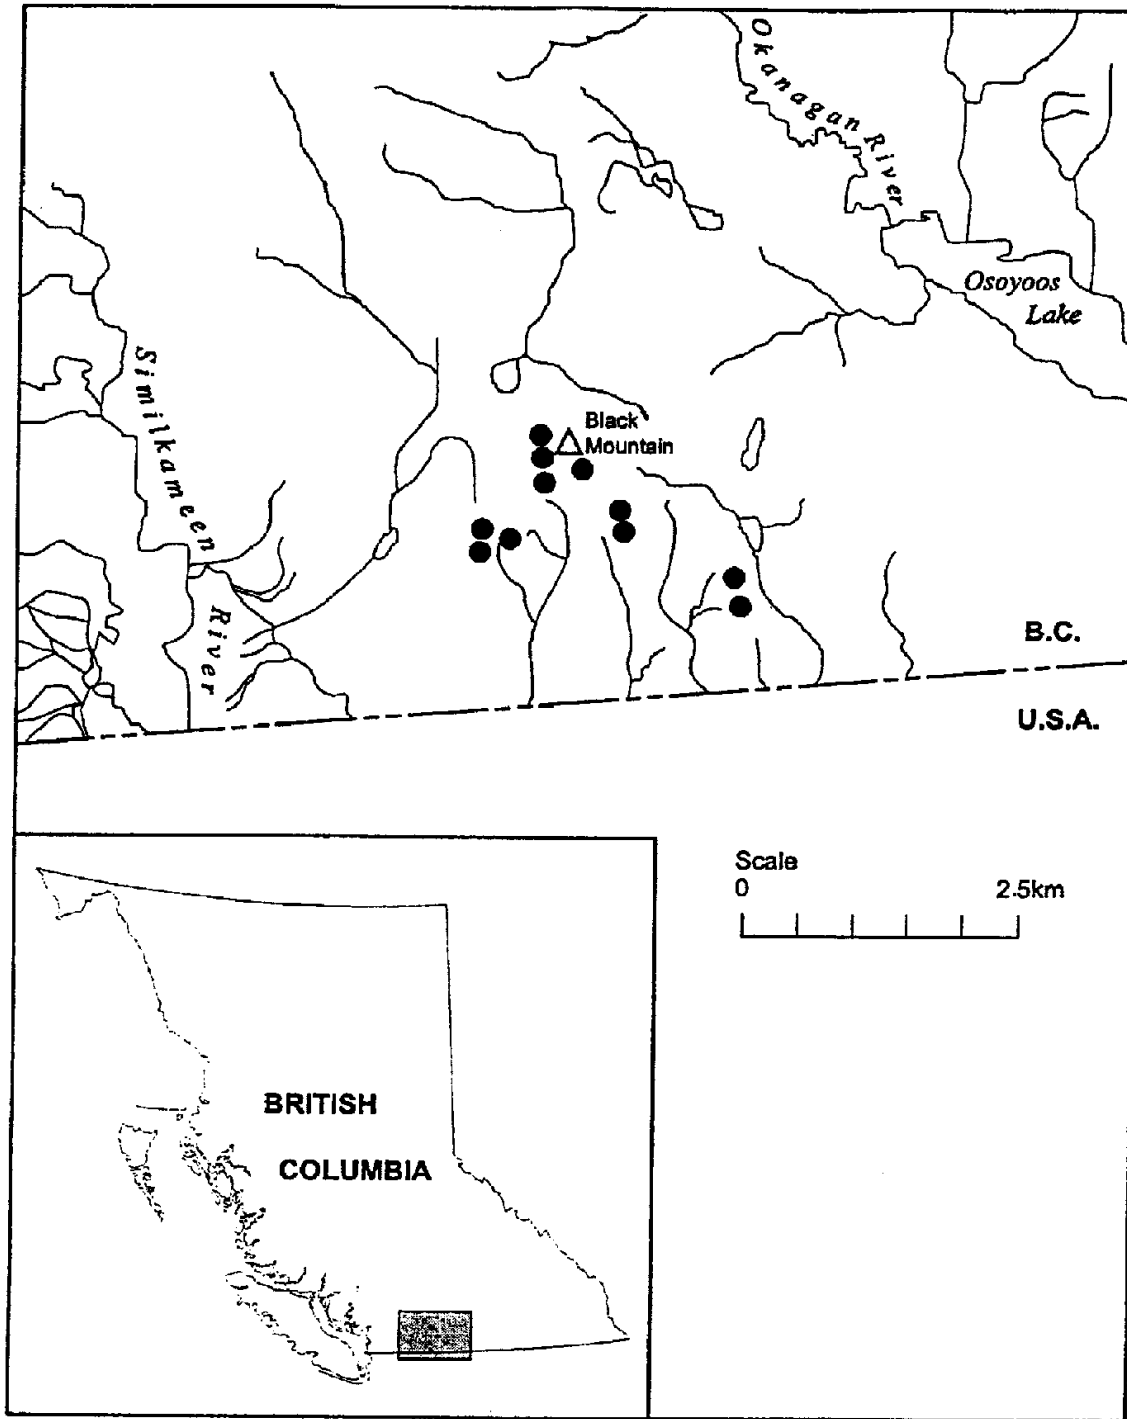 Okanagan River
Osoyoos
Lake
Similkameen
River
Black
Mountain
B.C.
U.S.A.
Scale
0 2.5km
BRITISH
COLUMBIA